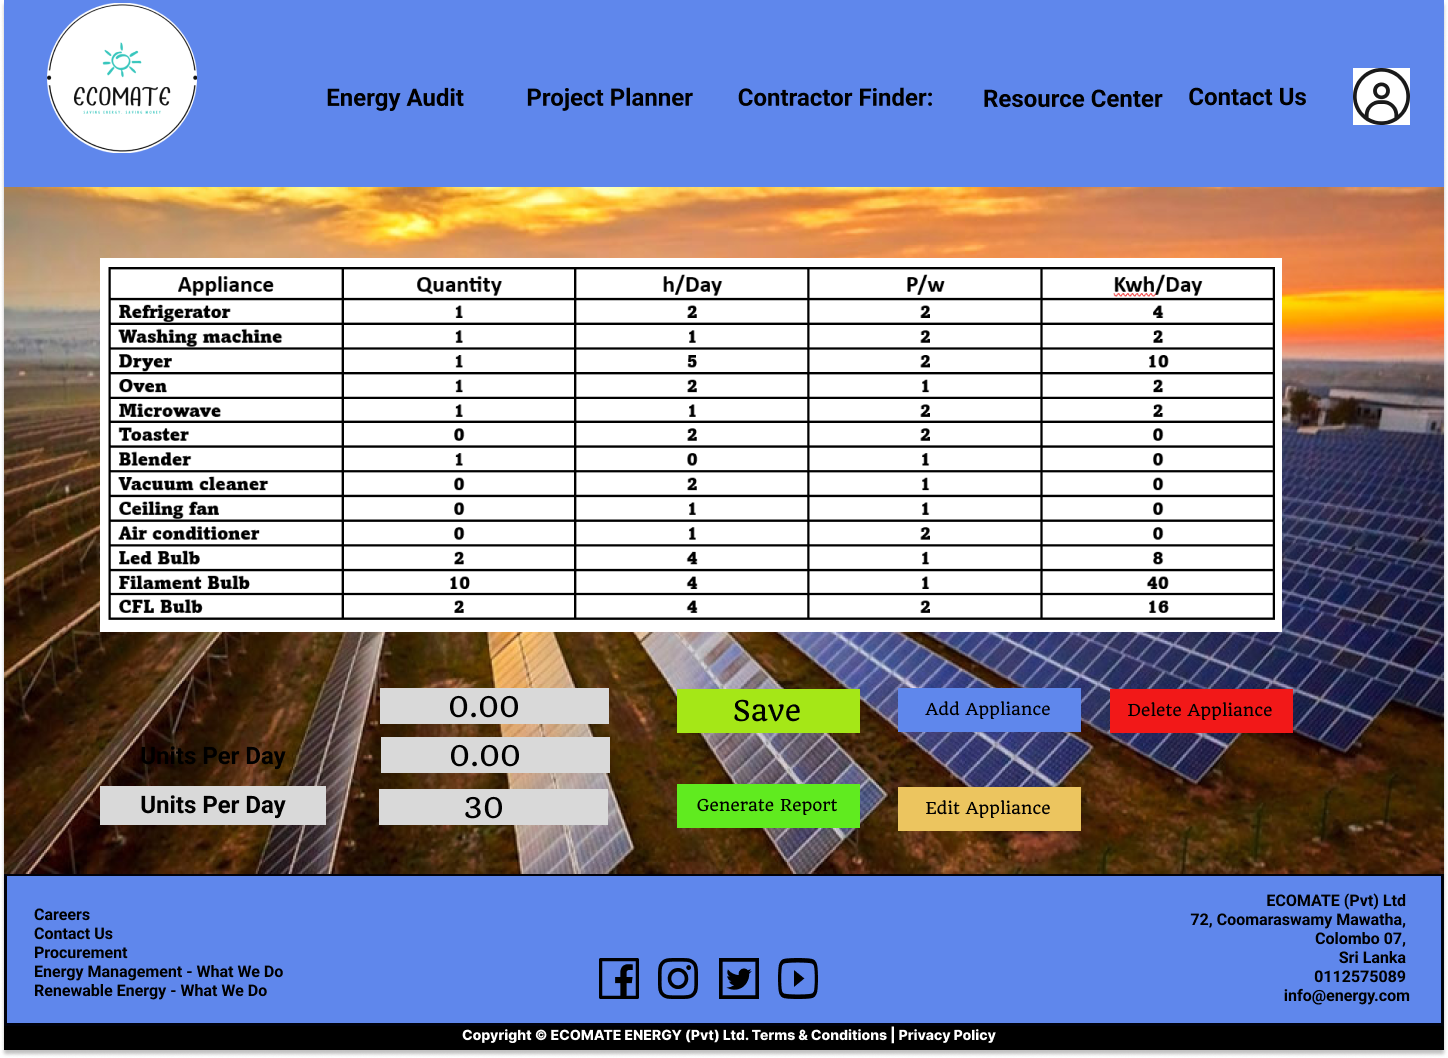 ECOMATE
SAVING ENERGY . SAVING MONEY
Energy Audit Project Planner Contractor Finder: Resource Center Contact Us
Appliance Quantity h/Day P/w Kwh/Day
Refrigerator 1 2 2 4
Washing machine 1 1 2 2
Dryer 1 5 2 10
Oven 1 2 1 2
Microwave 1 1 2 2
Toaster 0 2 2 0
Blender 1 0 1 0
Vacuum cleaner 0 2 1 0
Ceiling fan 0 1 1 0
Air conditioner 0 1 2 0
Led Bulb 2 4 1 8
Filament Bulb 10 4 1 40
CFL Bulb 2 4 2 16
0.00 Save Add Appliance Delete Appliance
Units Per Day 0.00
Units Per Day 30 Generate Report Edit Appliance
Careers
Contact Us
Procurement
Energy Management - What We Do
Renewable Energy - What We Do
ECOMATE (Pvt) Ltd
72, Coomaraswamy Mawatha,
Colombo 07,
Sri Lanka
0112575089
info@energy.com
Copyright © ECOMATE ENERGY (Pvt) Ltd. Terms & Conditions | Privacy Policy